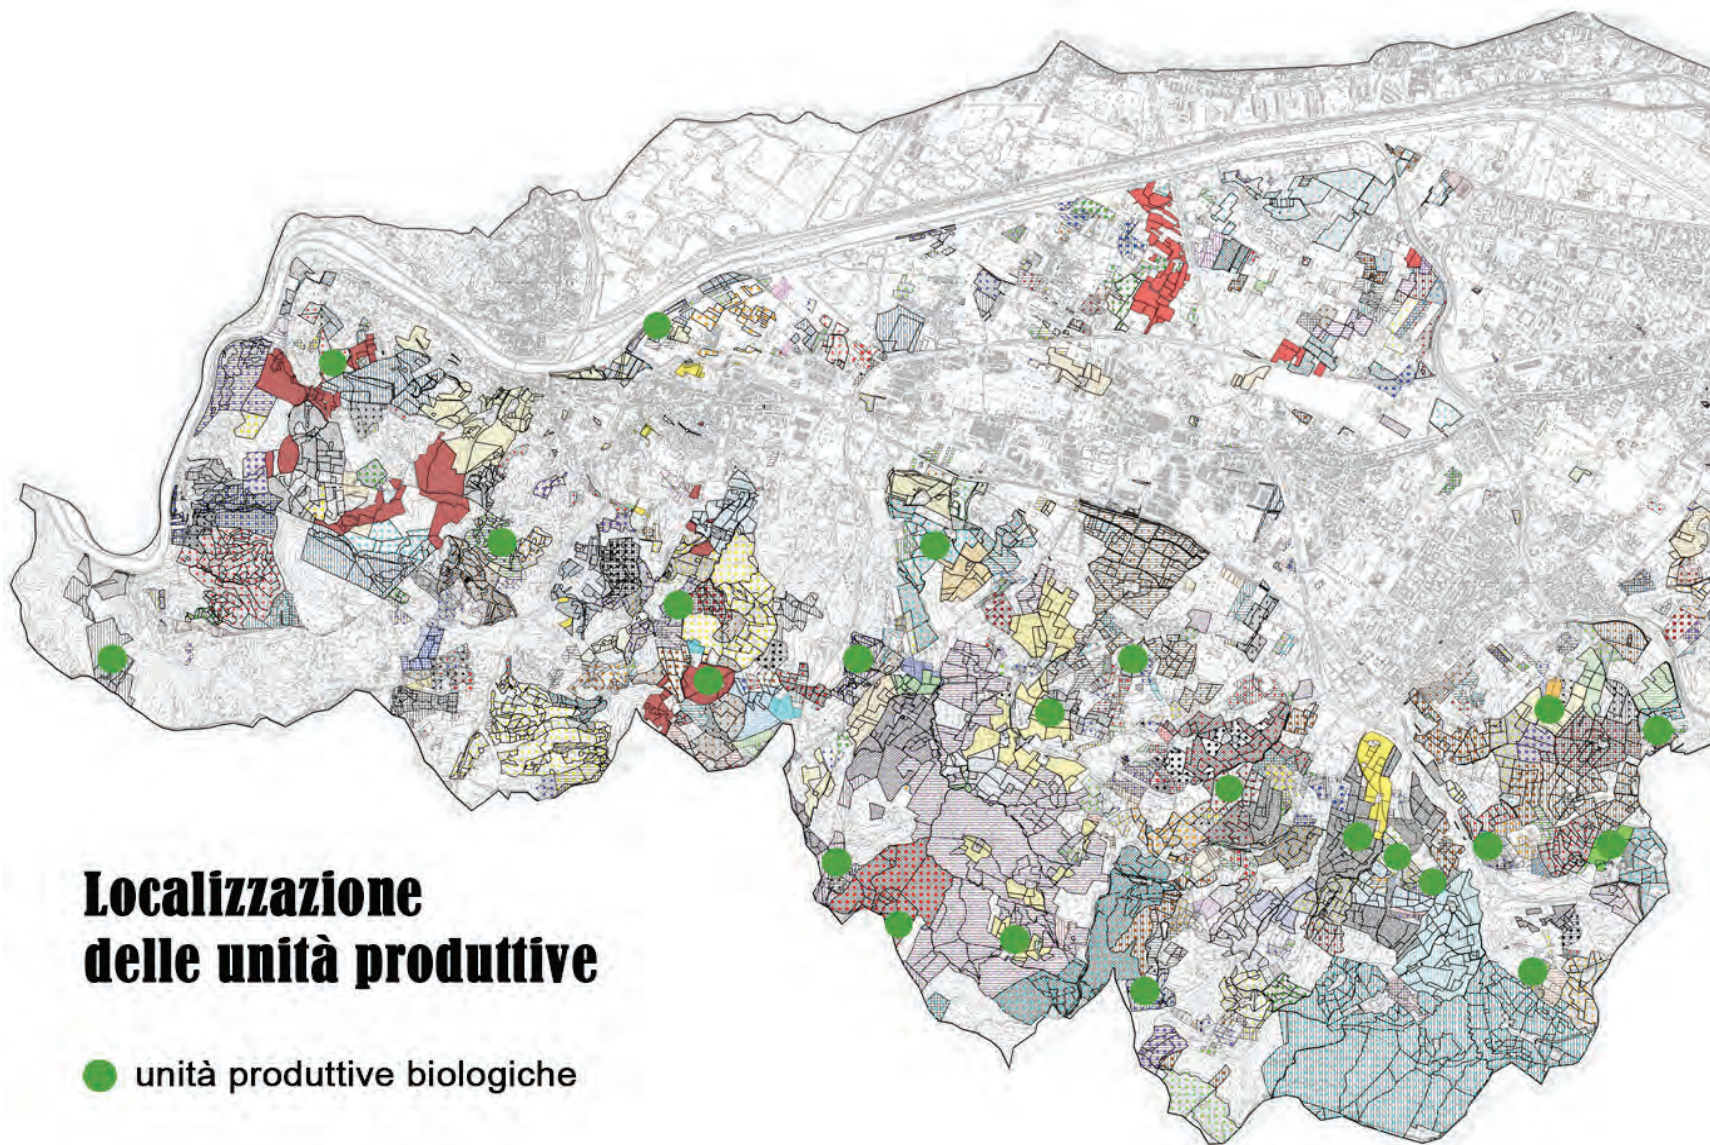 Localizzazione
delle unità produttive
unità produttive biologiche